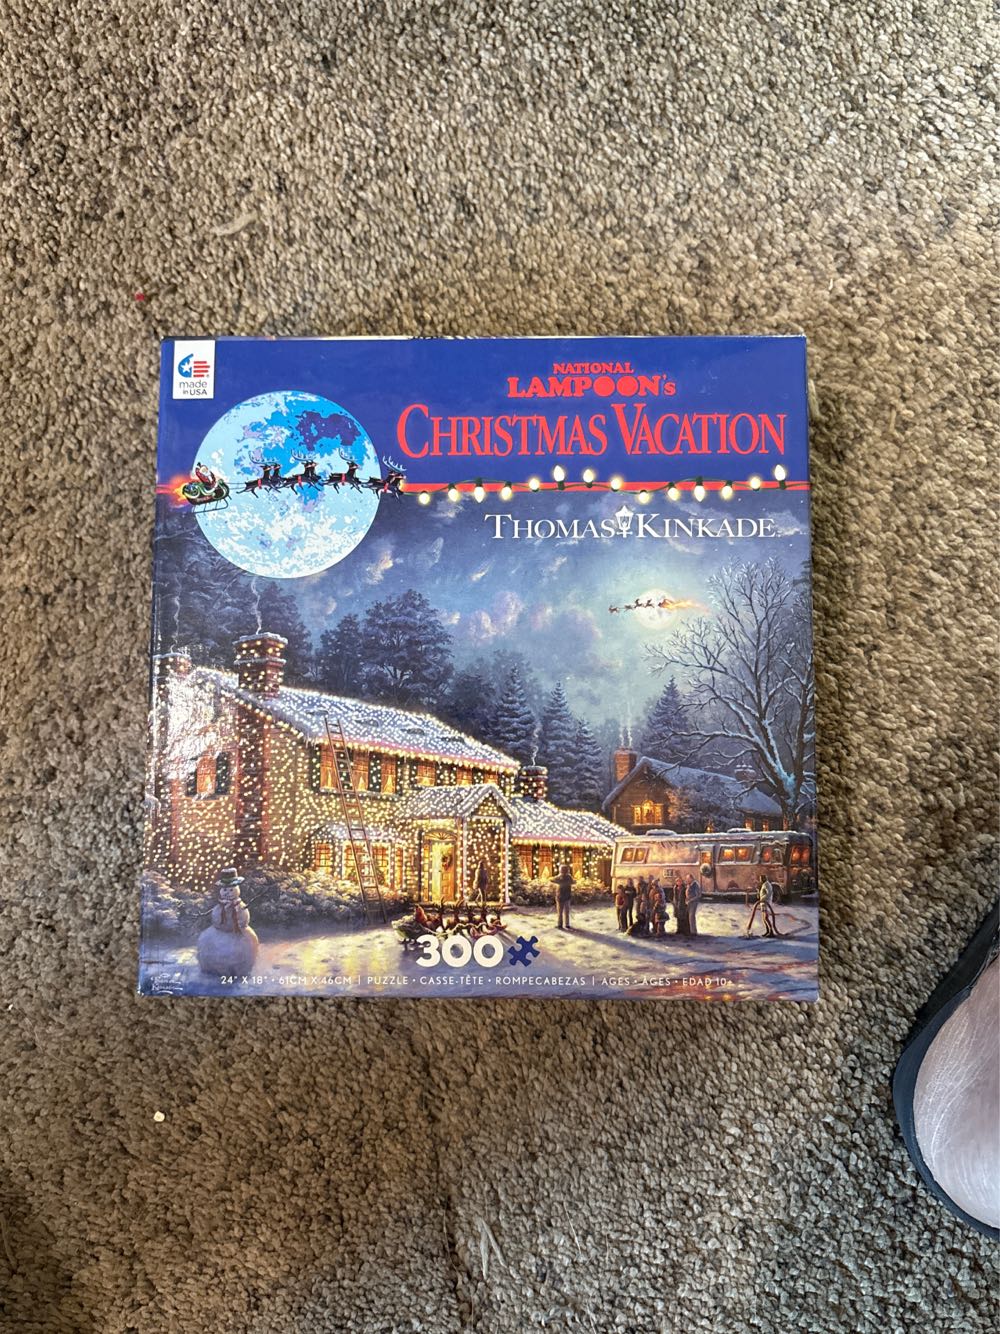 made
in USA
NATIONAL
LAMPOON's
CHRISTMAS VACATION
THOMAS KINKADE
300
24" X 18" • 61CM X 46CM | PUZZLE • CASSE-TÊTE • ROMPECABEZAS | AGES • ÂGES • EDAD 10+